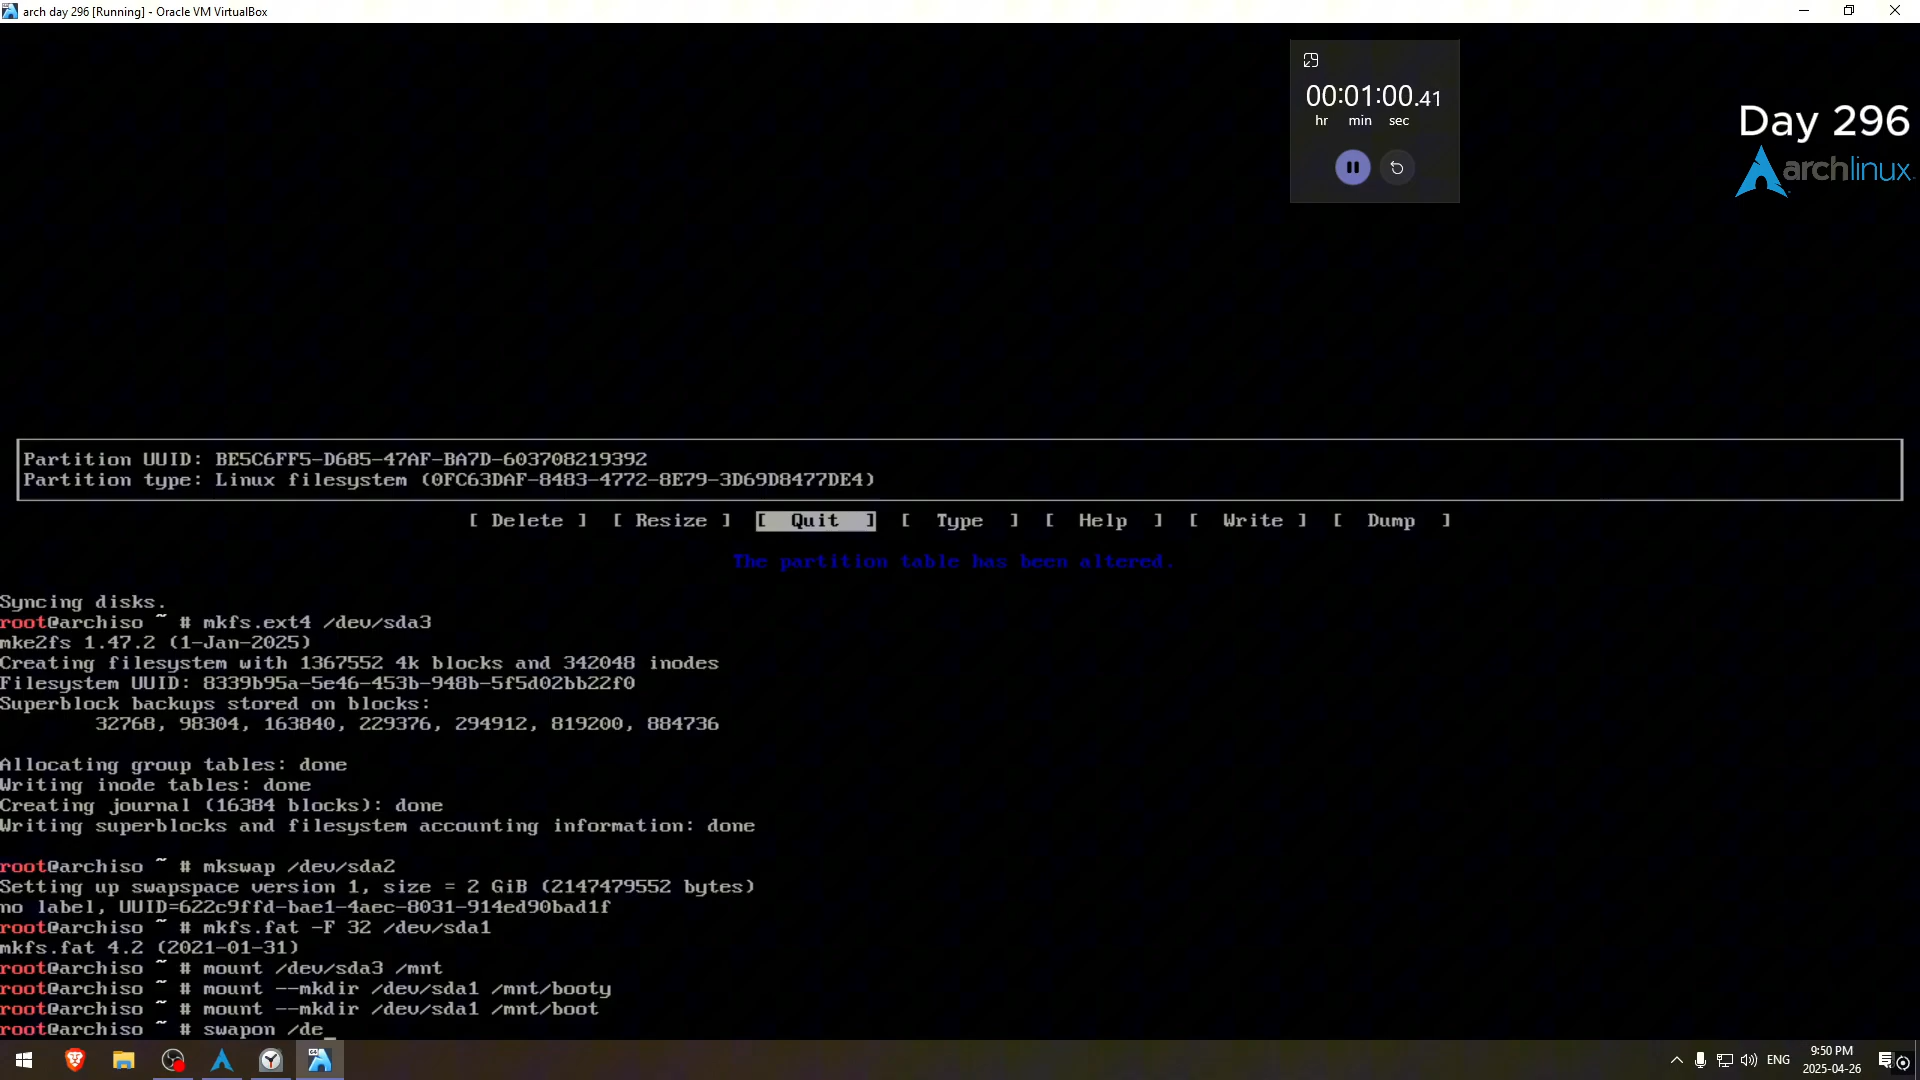 arch day 296 [Running] - Oracle VM VirtualBox
00:01:00.41
hr min sec
Day 296
archlinux
Partition UUID: BE5C6FF5-D685-47AF-BA7D-603708219392
Partition type: Linux filesystem (0FC63DAF-8483-4772-8E79-3D69D8477DE4)
[ Delete ] [ Resize ] [ Quit ] [ Type ] [ Help ] [ Write ] [ Dump ]
The partition table has been altered.
Syncing disks.
root@archiso ~ # mkfs.ext4 /dev/sda3
mke2fs 1.47.2 (1-Jan-2025)
Creating filesystem with 1367552 4k blocks and 342048 inodes
Filesystem UUID: 8339b95a-5e46-453b-948b-5f5d02bb22f0
Superblock backups stored on blocks:
32768, 98304, 163840, 229376, 294912, 819200, 884736
Allocating group tables: done
Writing inode tables: done
Creating journal (16384 blocks): done
Writing superblocks and filesystem accounting information: done
root@archiso ~ # mkswap /dev/sda2
Setting up swapspace version 1, size = 2 GiB (2147479552 bytes)
no label, UUID=622c9ffd-bae1-4aec-8031-914ed90bad1f
root@archiso ~ # mkfs.fat -F 32 /dev/sda1
mkfs.fat 4.2 (2021-01-31)
root@archiso ~ # mount /dev/sda3 /mnt
root@archiso ~ # mount --mkdir /dev/sda1 /mnt/booty
root@archiso ~ # mount --mkdir /dev/sda1 /mnt/boot
root@archiso ~ # swapon /de_
ENG
9:50 PM
2025-04-26